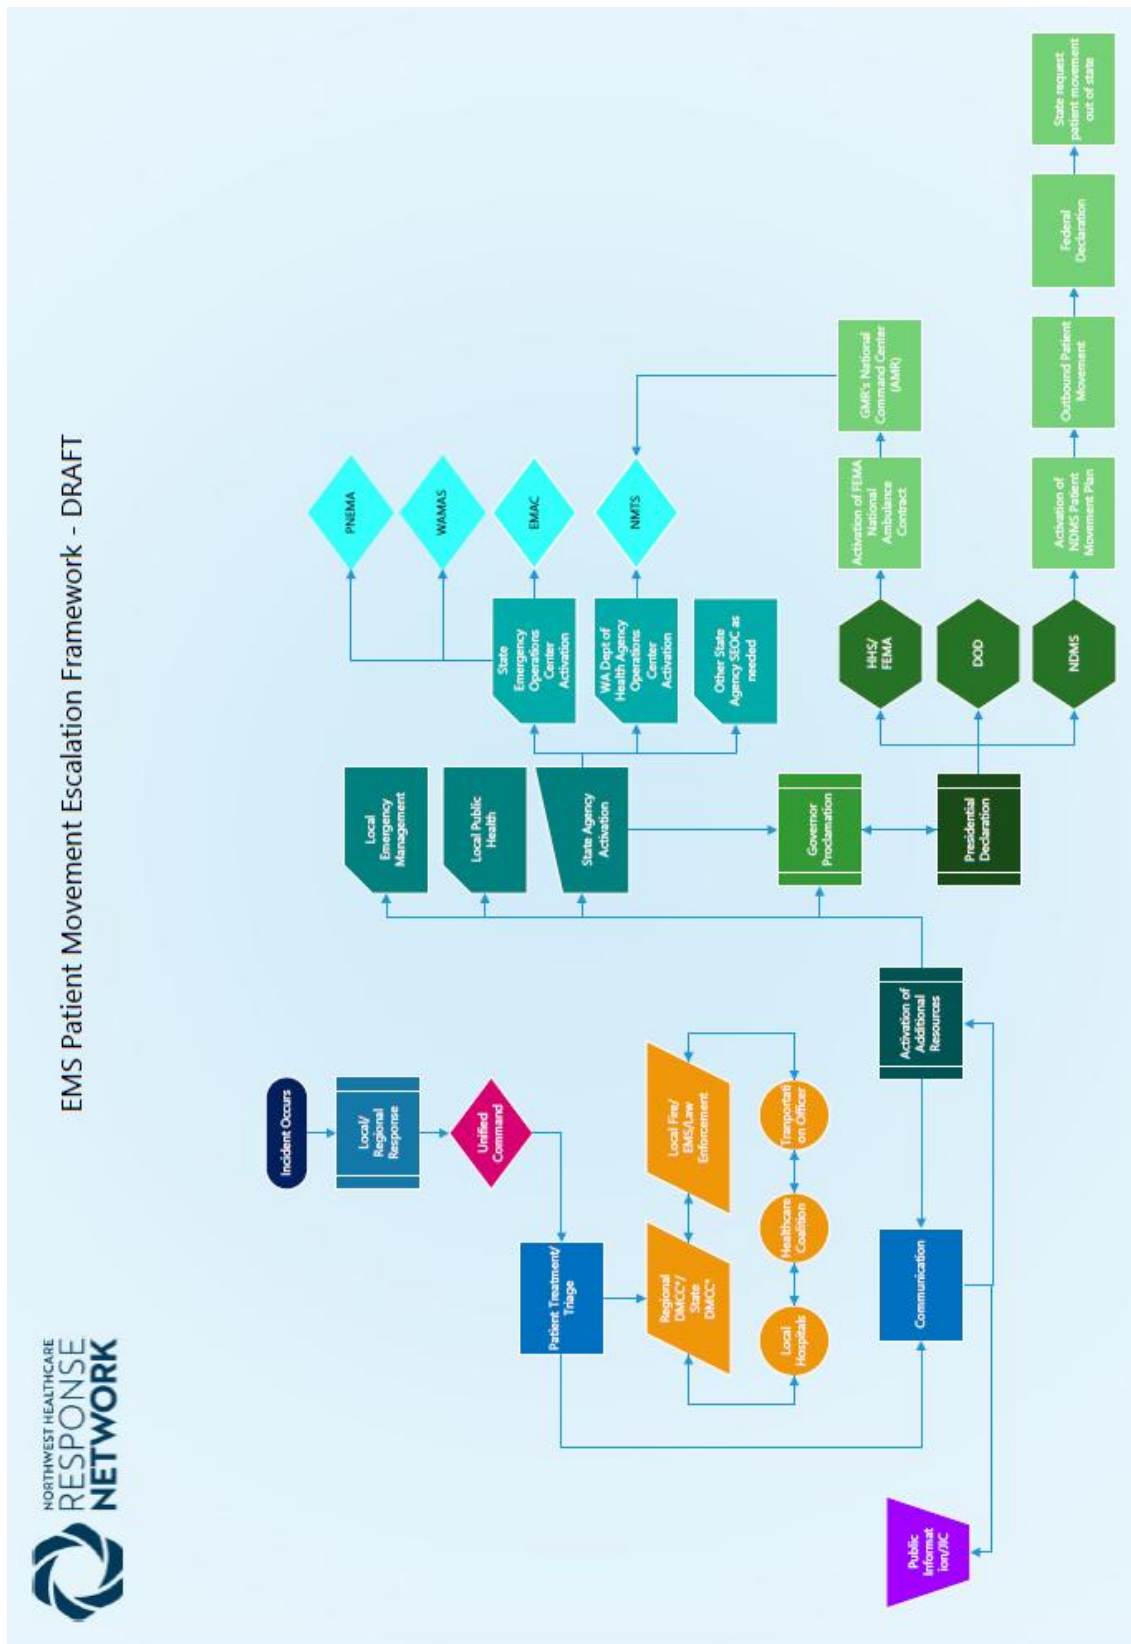 NORTHWEST HEALTHCARE
RESPONSE
NETWORK
EMS Patient Movement Escalation Framework - DRAFT
Incident Occurs
Local/
Regional
Response
Unified
Command
Patient Treatment/
Triage
Regional
DMCC*/
State
DMCC*
Local Fire/
EMS/Law
Enforcement
Local
Hospitals
Healthcare
Coalition
Tranportati
on Officer
Communication
Public
Informat
ion/JIC
Activation of
Additional
Resources
Local
Emergency
Management
Local Public
Health
State Agency
Activation
Governor
Proclamation
Presidential
Declaration
State
Emergency
Operations
Center
Activation
WA Dept of
Health Agency
Operations
Center
Activation
Other State
Agency SEOC as
needed
HHS/
FEMA
DOD
NDMS
PNEMA
WAMAS
EMAC
NMTS
Activation of FEMA
National
Ambulance
Contract
GMR's National
Command Center
(AMR)
Activation of
NDMS Patient
Movement Plan
Outbound Patient
Movement
Federal
Declaration
State request
patient movement
out of state